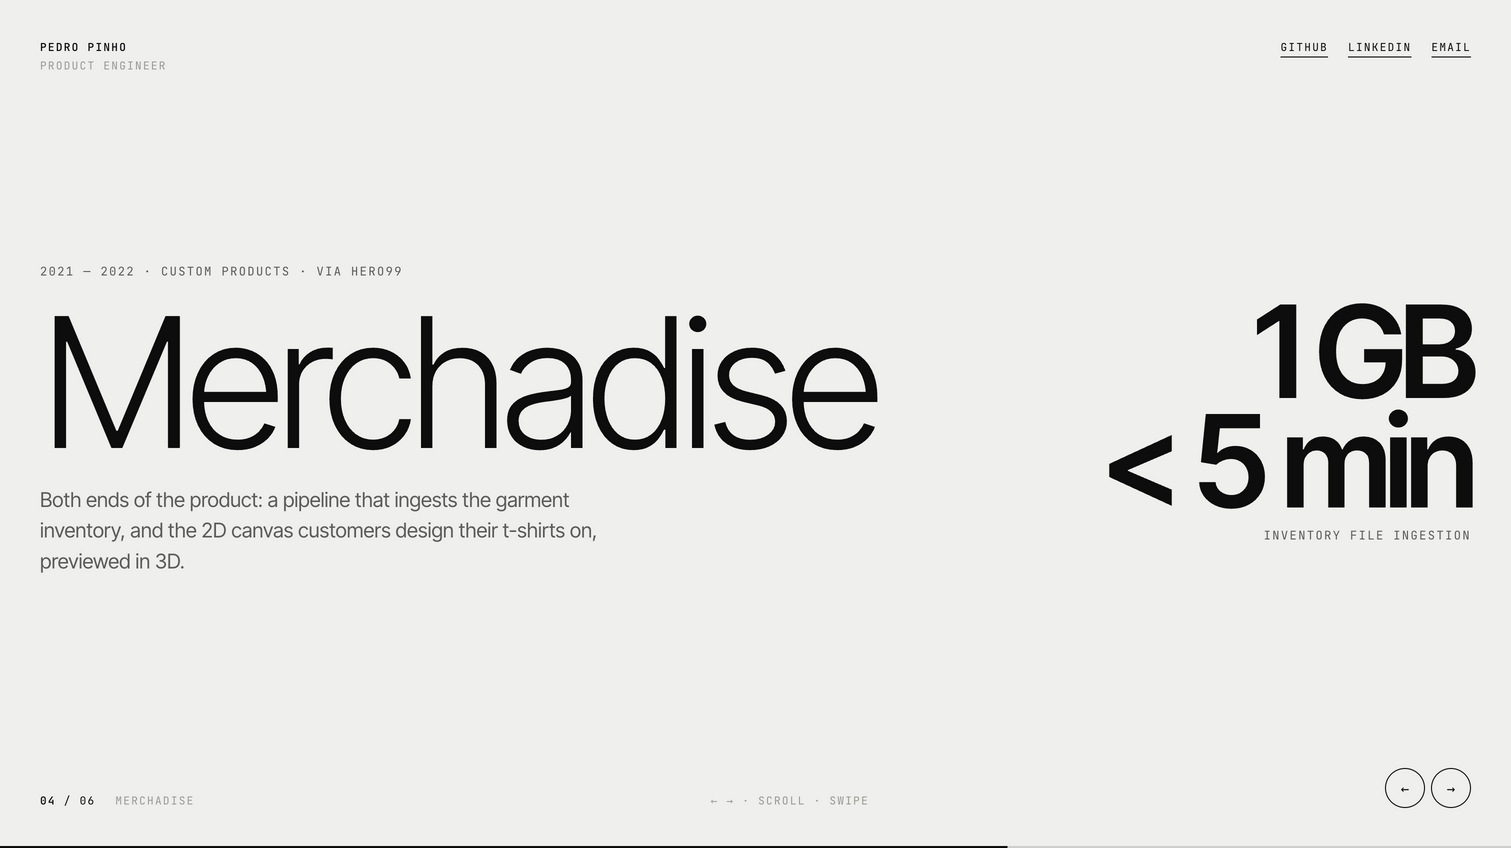 PEDRO PINHO
PRODUCT ENGINEER
GITHUB LINKEDIN EMAIL
2021 — 2022 · CUSTOM PRODUCTS · VIA HERO99
Merchadise
Both ends of the product: a pipeline that ingests the garment
inventory, and the 2D canvas customers design their t-shirts on,
previewed in 3D.
1 GB
< 5 min
INVENTORY FILE INGESTION
04 / 06 MERCHADISE
← → · SCROLL · SWIPE
← →